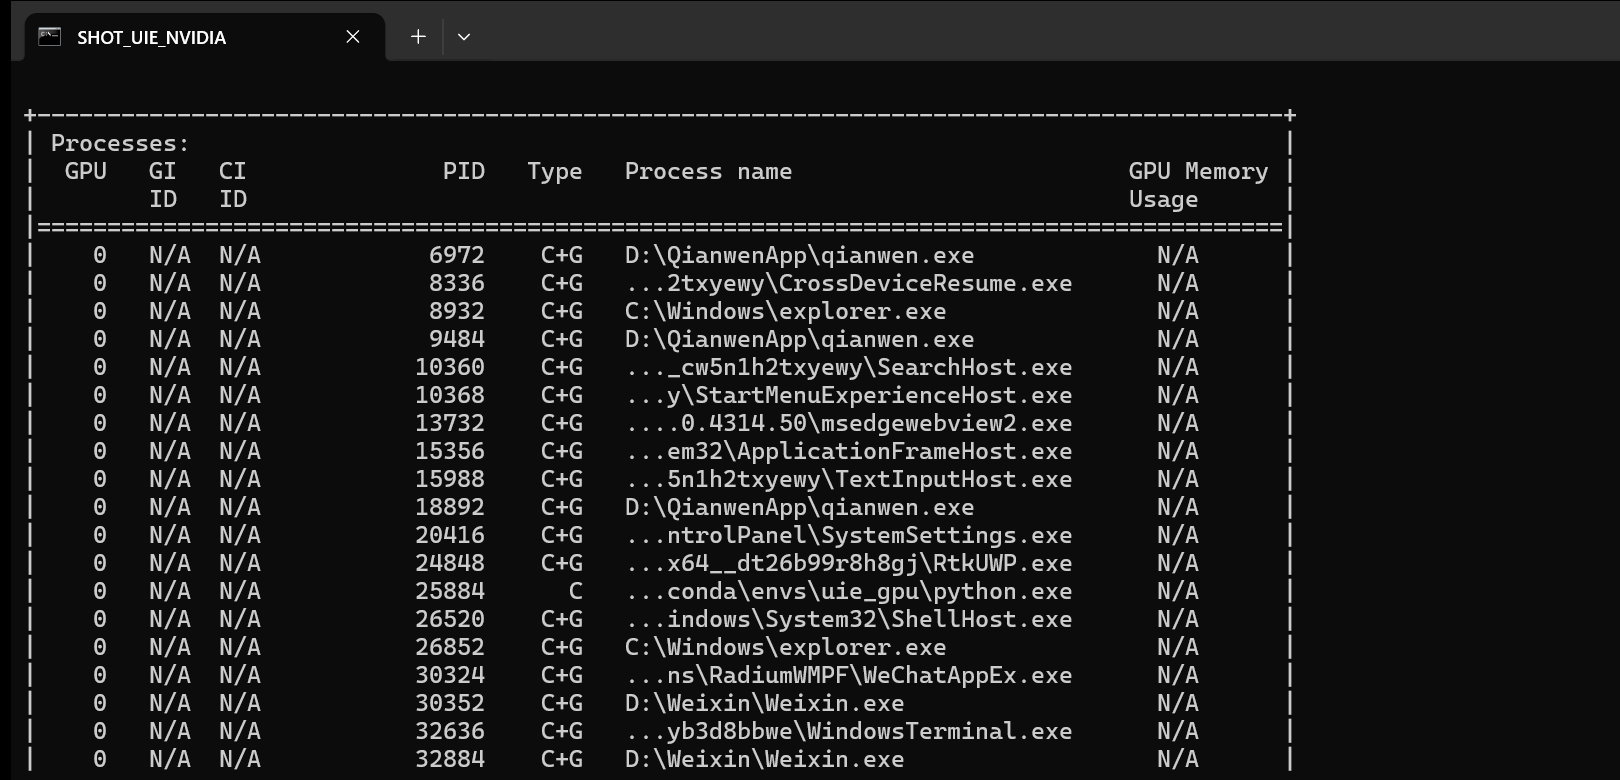 SHOT_UIE_NVIDIA
+-----------------------------------------------------------------------------------------+
| Processes:                                                                              |
|  GPU   GI   CI              PID   Type   Process name                        GPU Memory |
|        ID   ID                                                               Usage      |
|=========================================================================================|
|    0   N/A  N/A            6972    C+G   D:\QianwenApp\qianwen.exe             N/A      |
|    0   N/A  N/A            8336    C+G   ...2txyewy\CrossDeviceResume.exe      N/A      |
|    0   N/A  N/A            8932    C+G   C:\Windows\explorer.exe               N/A      |
|    0   N/A  N/A            9484    C+G   D:\QianwenApp\qianwen.exe             N/A      |
|    0   N/A  N/A           10360    C+G   ..._cw5n1h2txyewy\SearchHost.exe      N/A      |
|    0   N/A  N/A           10368    C+G   ...y\StartMenuExperienceHost.exe      N/A      |
|    0   N/A  N/A           13732    C+G   ....0.4314.50\msedgewebview2.exe      N/A      |
|    0   N/A  N/A           15356    C+G   ...em32\ApplicationFrameHost.exe      N/A      |
|    0   N/A  N/A           15988    C+G   ...5n1h2txyewy\TextInputHost.exe      N/A      |
|    0   N/A  N/A           18892    C+G   D:\QianwenApp\qianwen.exe             N/A      |
|    0   N/A  N/A           20416    C+G   ...ntrolPanel\SystemSettings.exe      N/A      |
|    0   N/A  N/A           24848    C+G   ...x64__dt26b99r8h8gj\RtkUWP.exe      N/A      |
|    0   N/A  N/A           25884      C   ...conda\envs\uie_gpu\python.exe      N/A      |
|    0   N/A  N/A           26520    C+G   ...indows\System32\ShellHost.exe      N/A      |
|    0   N/A  N/A           26852    C+G   C:\Windows\explorer.exe               N/A      |
|    0   N/A  N/A           30324    C+G   ...ns\RadiumWMPF\WeChatAppEx.exe      N/A      |
|    0   N/A  N/A           30352    C+G   D:\Weixin\Weixin.exe                  N/A      |
|    0   N/A  N/A           32636    C+G   ...yb3d8bbwe\WindowsTerminal.exe      N/A      |
|    0   N/A  N/A           32884    C+G   D:\Weixin\Weixin.exe                  N/A      |